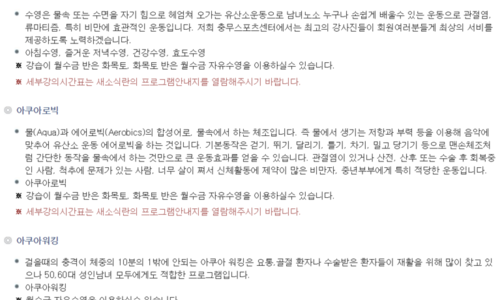 • 수영은 물속 또는 수면을 자기 힘으로 헤엄쳐 오가는 유산소운동으로 남녀노소 누구나 손쉽게 배울수 있는 운동으로 관절염,
류마티즘, 특히 비만에 효관적인 운동입니다. 저희 충무스포츠센터에서는 최고의 강사진들이 회원여러분들게 최상의 서비를
제공하도록 노력하겠습니다.
• 아침수영, 즐거운 저녁수영, 건강수영, 효도수영
※ 강습이 월수금 반은 화목토, 화목토 반은 월수금 자유수영을 이용하실수 있습니다.
※ 세부강의시간표는 새소식란의 프로그램안내지를 열람해주시기 바랍니다.
아쿠아로빅
• 물(Aqua)과 에어로빅(Aerobics)의 합성어로, 물속에서 하는 체조입니다. 즉 물에서 생기는 저항과 부력 등을 이용해 음악에
맞추어 유산소 운동 에어로빅을 하는 것입니다. 기본동작은 걷기, 뛰기, 달리기, 틀기, 차기, 밀고 당기기 등으로 맨손체조처
럼 간단한 동작을 물속에서 하는 것만으로 큰 운동효과를 얻을 수 있습니다. 관절염이 있거나 산전, 산후 또는 수술 후 회복중
인 사람, 척추에 문제가 있는 사람, 너무 살이 쪄서 신체활동에 제약이 많은 비만자, 중년부부에게 특히 적당한 운동입니다.
• 아쿠아로빅
※ 강습이 월수금 반은 화목토, 화목토 반은 월수금 자유수영을 이용하실수 있습니다.
※ 세부강의시간표는 새소식란의 프로그램안내지를 열람해주시기 바랍니다.
아쿠아워킹
• 걸을때의 충격이 체중의 10분의 1밖에 안되는 아쿠아 워킹은 요통,골절 환자나 수술받은 환자들이 재활을 위해 많이 찾고 있
으나 50,60대 성인남녀 모두에게도 적합한 프로그램입니다.
• 아쿠아워킹
※ 월수금 자유수영을 이용하실수 있습니다